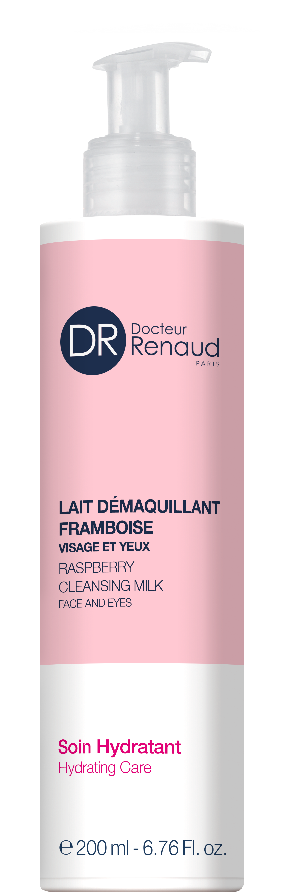 DR Docteur
Renaud
PARIS
LAIT DÉMAQUILLANT
FRAMBOISE
VISAGE ET YEUX
RASPBERRY
CLEANSING MILK
FACE AND EYES
Soin Hydratant
Hydrating Care
℮ 200 ml - 6.76 Fl. oz.